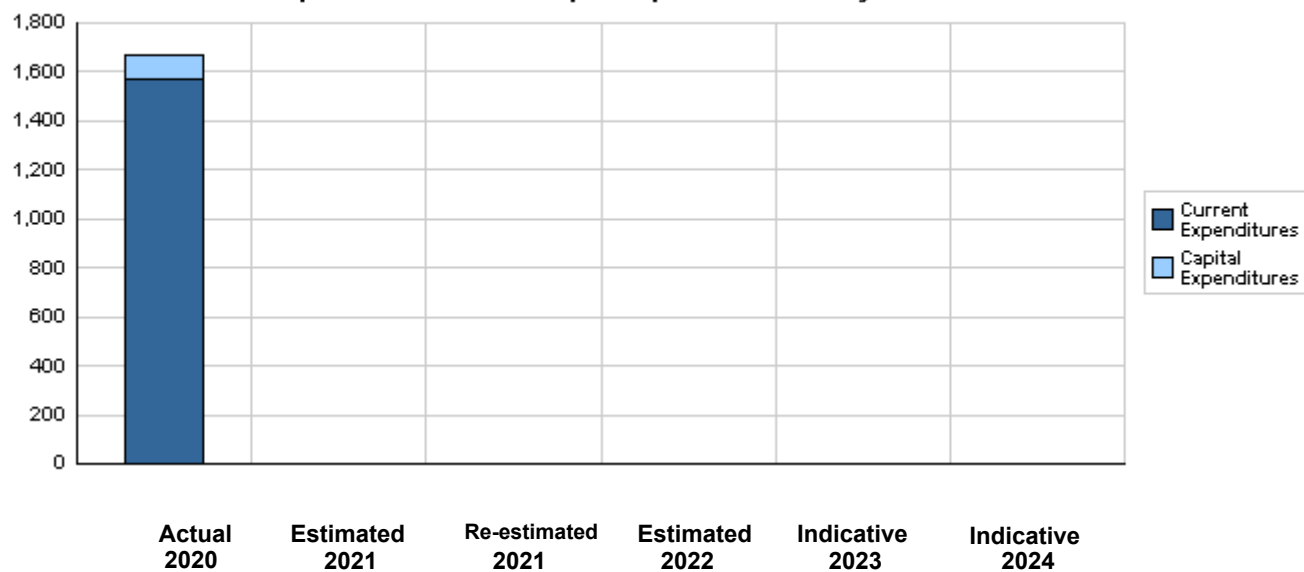 1,800
1,600
1,400
1,200
1,000
800
600
400
200
0
Current
Expenditures
Capital
Expenditures
Actual Estimated Re-estimated Estimated Indicative Indicative
2020 2021 2021 2022 2023 2024